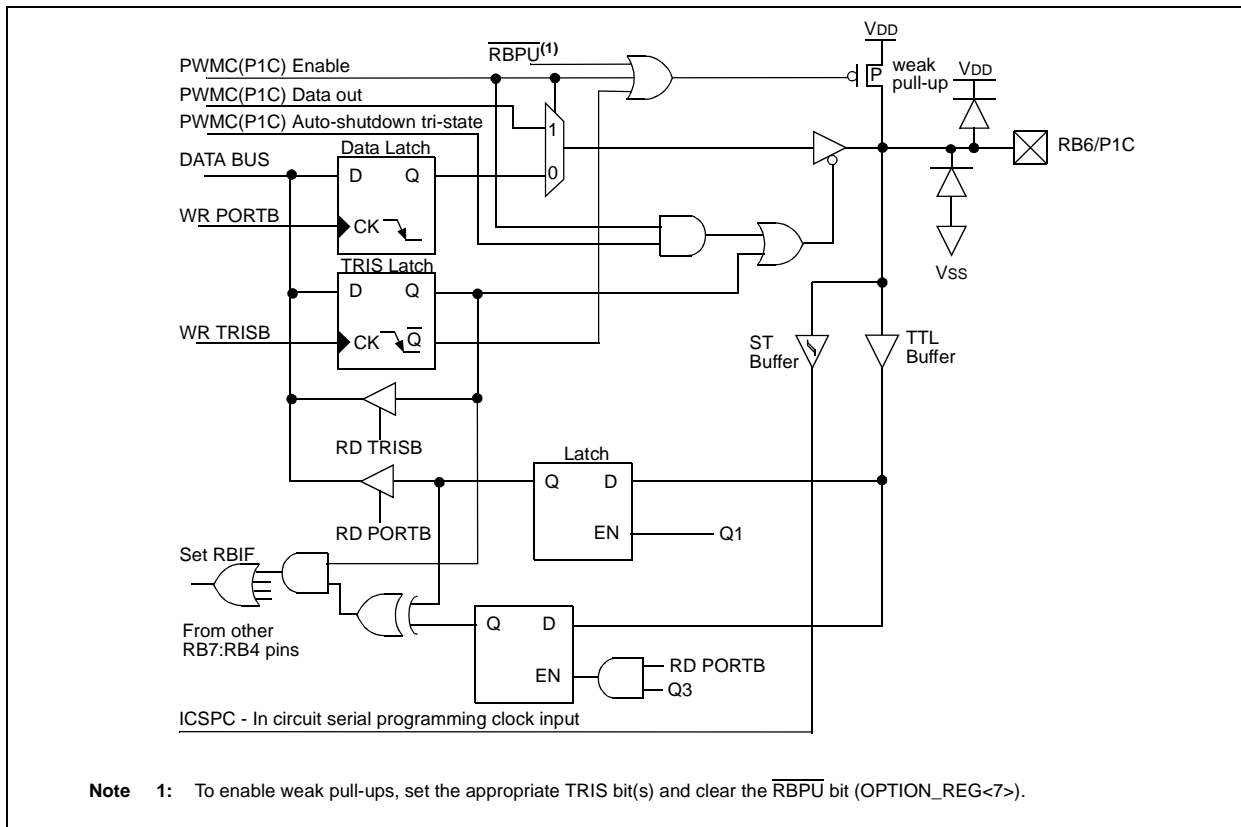 VDD
RBPU(1)
PWMC(P1C) Enable
weak
pull-up
P
VDD
PWMC(P1C) Data out
1
PWMC(P1C) Auto-shutdown tri-state
Data Latch
RB6/P1C
DATA BUS
D Q
0
WR PORTB
CK
TRIS Latch
VSS
D Q
WR TRISB
CK Q
ST
Buffer
TTL
Buffer
RD TRISB
Latch
Q D
RD PORTB
EN
Q1
Set RBIF
Q D
From other
RB7:RB4 pins
RD PORTB
EN
Q3
ICSPC - In circuit serial programming clock input
Note 1: To enable weak pull-ups, set the appropriate TRIS bit(s) and clear the RBPU bit (OPTION_REG<7>).